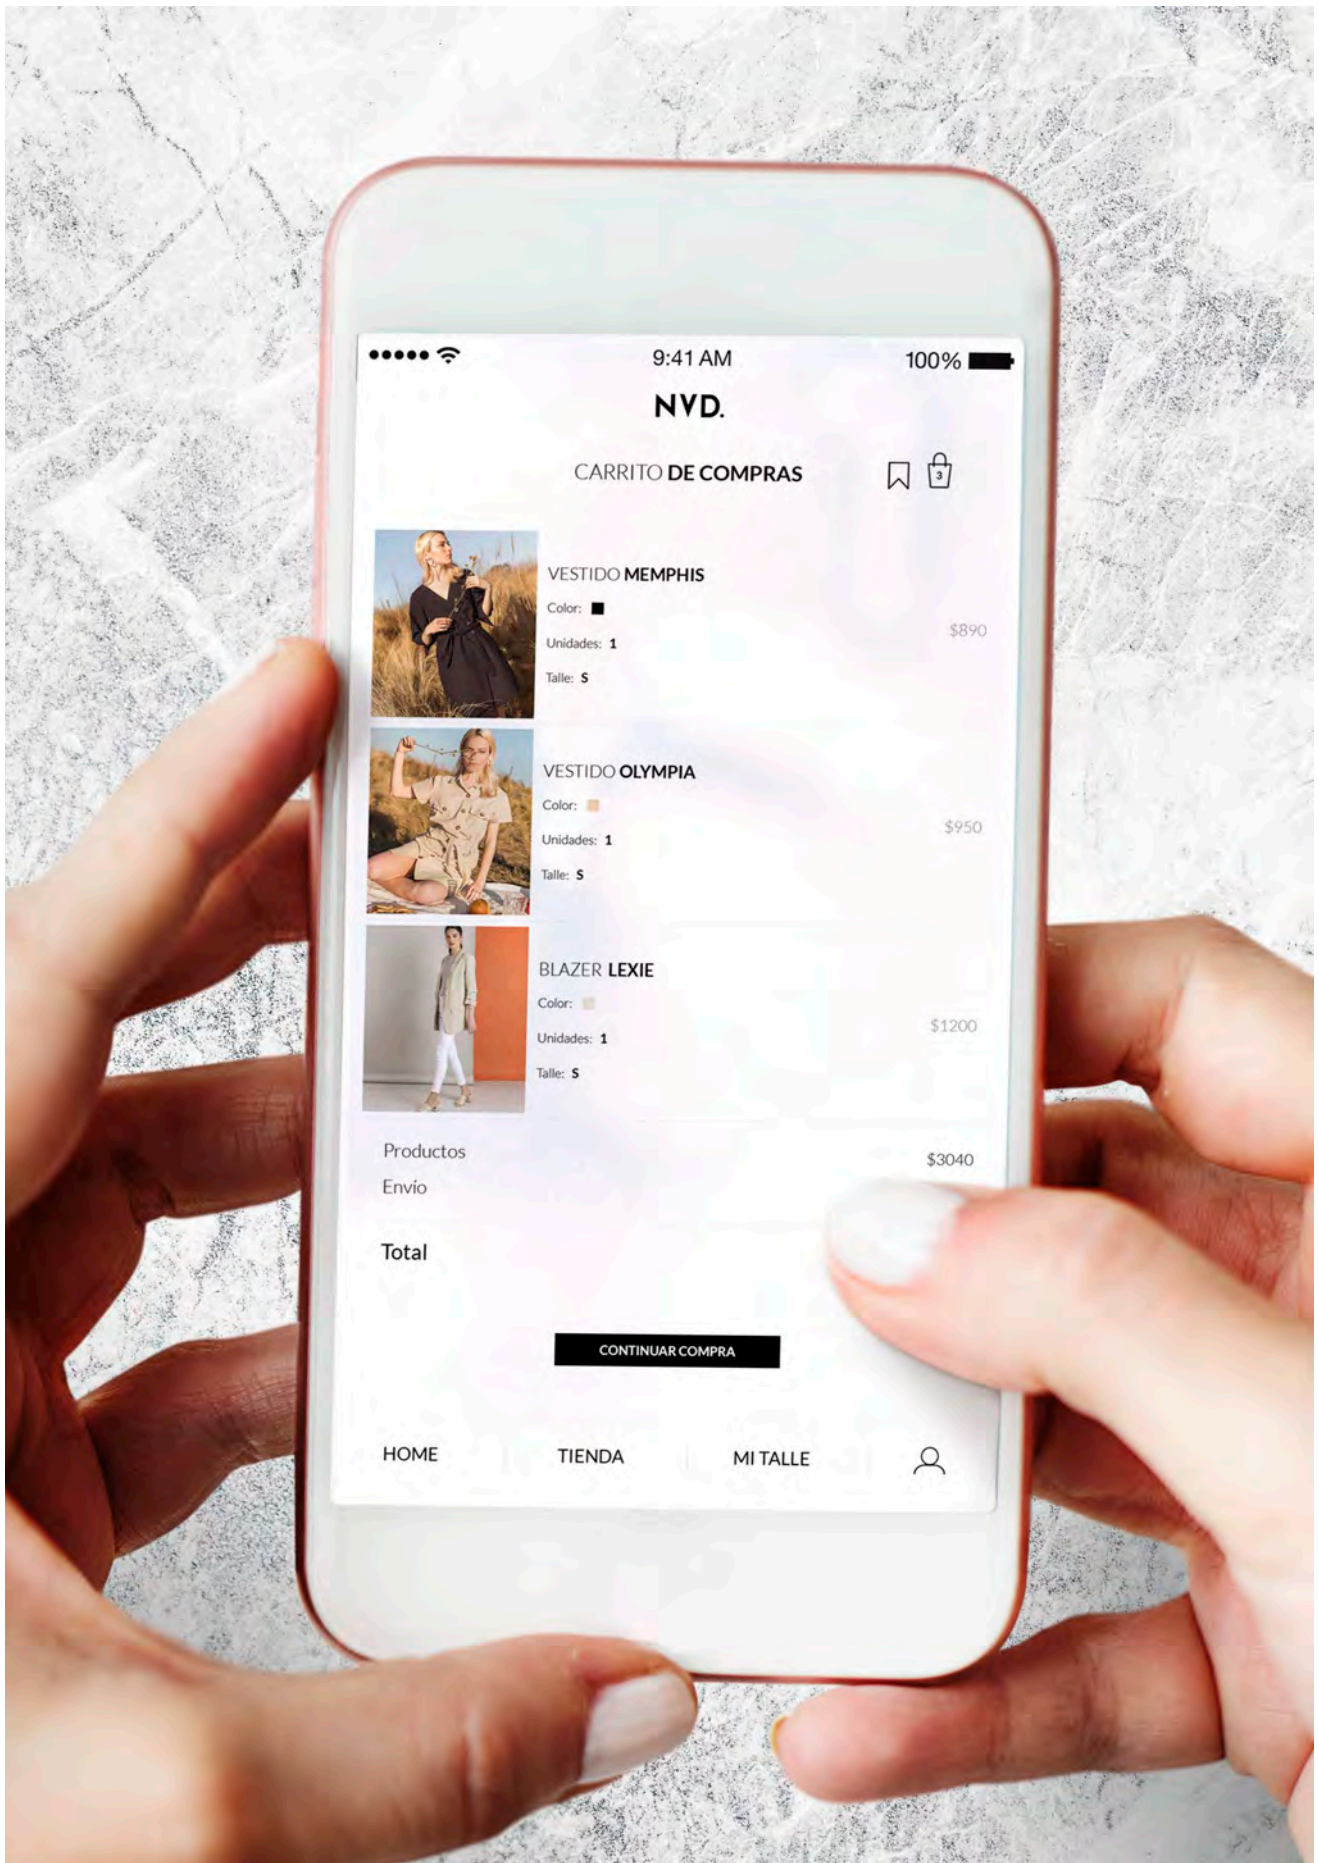 9:41 AM
100%
NVD.
CARRITO DE COMPRAS
3
VESTIDO MEMPHIS
Color:
Unidades: 1
$890
Talle: S
VESTIDO OLYMPIA
Color:
Unidades: 1
$950
Talle: S
BLAZER LEXIE
Color:
Unidades: 1
$1200
Talle: S
Productos
$3040
Envío
Total
CONTINUAR COMPRA
HOME
TIENDA
MI TALLE